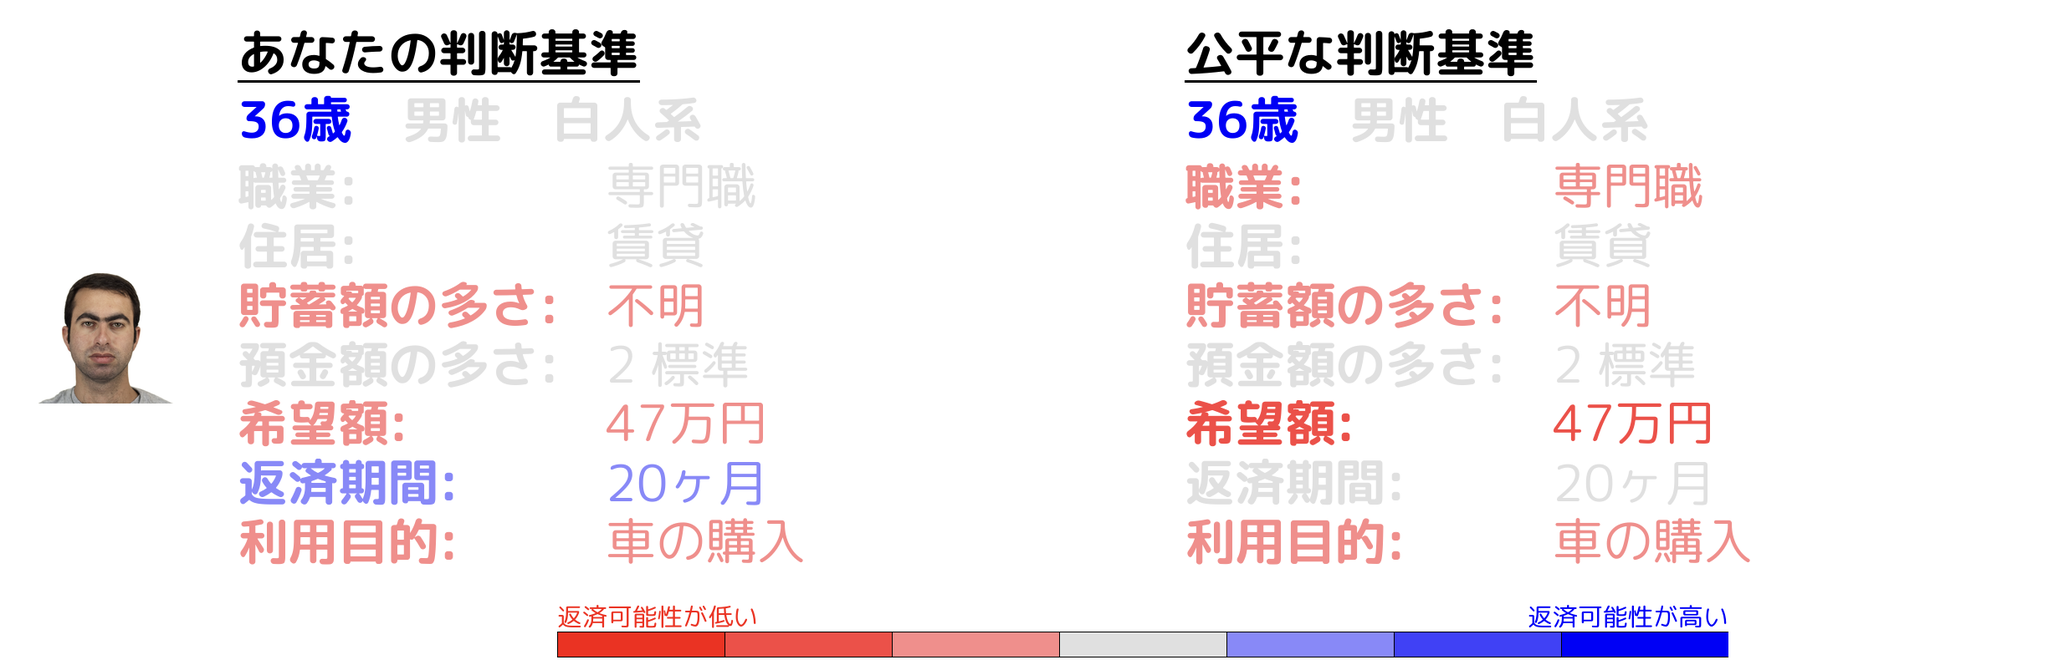 あなたの判断基準
36歳 男性 白人系
職業: 専門職
住居: 賃貸
貯蓄額の多さ: 不明
預金額の多さ: 2 標準
希望額: 47万円
返済期間: 20ヶ月
利用目的: 車の購入
公平な判断基準
36歳 男性 白人系
職業: 専門職
住居: 賃貸
貯蓄額の多さ: 不明
預金額の多さ: 2 標準
希望額: 47万円
返済期間: 20ヶ月
利用目的: 車の購入
返済可能性が低い
返済可能性が高い